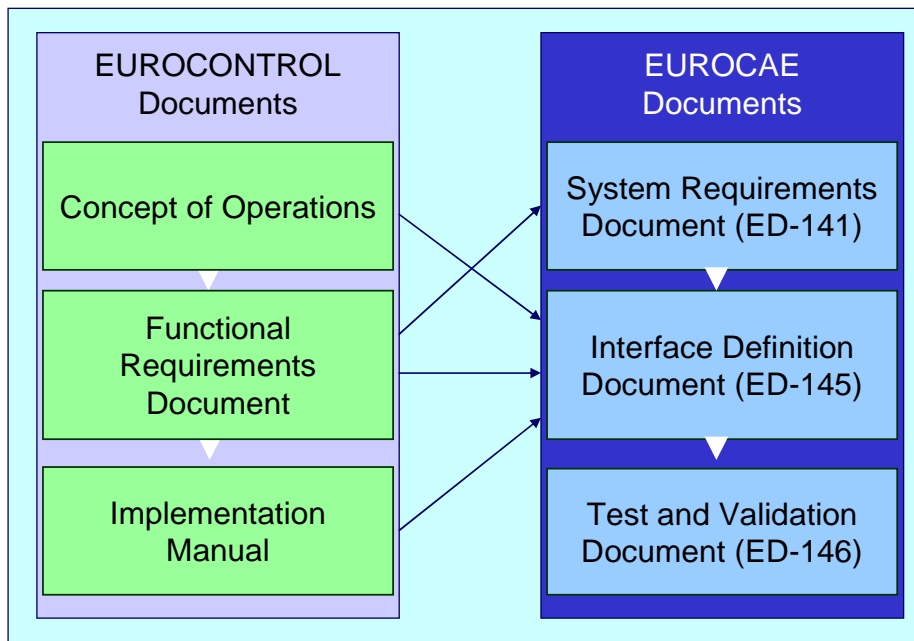 EUROCONTROL
Documents
Concept of Operations
Functional
Requirements
Document
Implementation
Manual
EUROCAE
Documents
System Requirements
Document (ED-141)
Interface Definition
Document (ED-145)
Test and Validation
Document (ED-146)